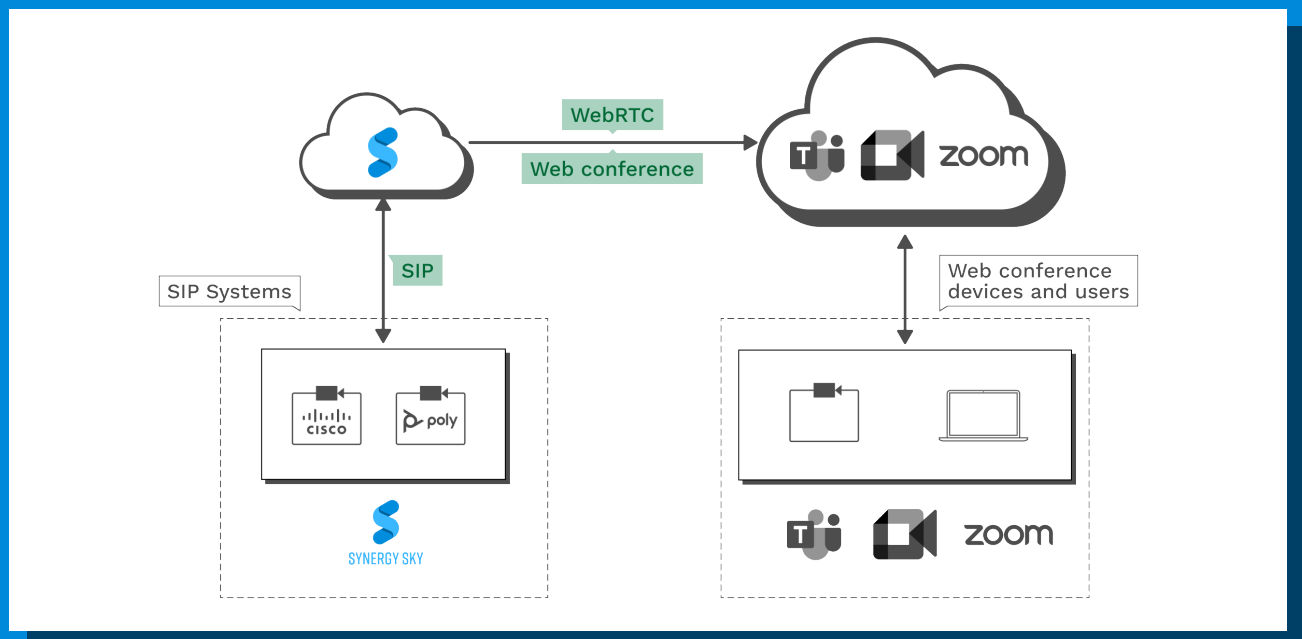 WebRTC
Web conference
T
zoom
SIP
SIP Systems
Web conference
devices and users
CISCO
poly
SYNERGY SKY
T
zoom